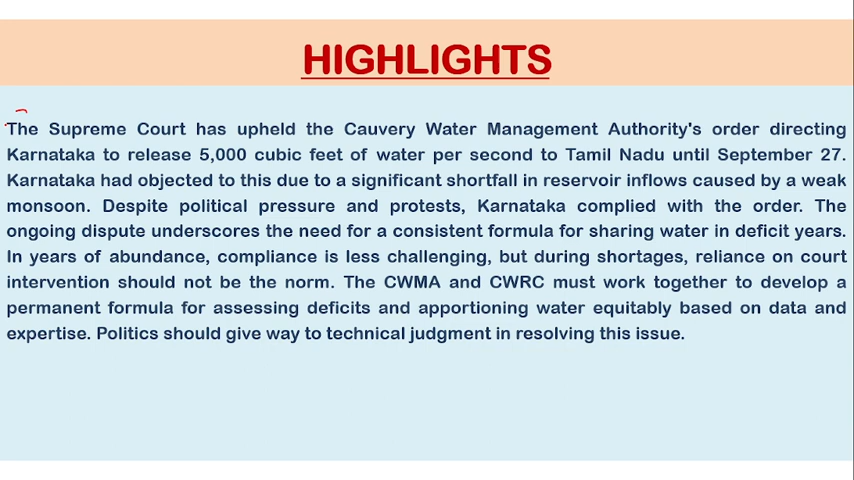 HIGHLIGHTS
The Supreme Court has upheld the Cauvery Water Management Authority's order directing
Karnataka to release 5,000 cubic feet of water per second to Tamil Nadu until September 27.
Karnataka had objected to this due to a significant shortfall in reservoir inflows caused by a weak
monsoon. Despite political pressure and protests, Karnataka complied with the order. The
ongoing dispute underscores the need for a consistent formula for sharing water in deficit years.
In years of abundance, compliance is less challenging, but during shortages, reliance on court
intervention should not be the norm. The CWMA and CWRC must work together to develop a
permanent formula for assessing deficits and apportioning water equitably based on data and
expertise. Politics should give way to technical judgment in resolving this issue.